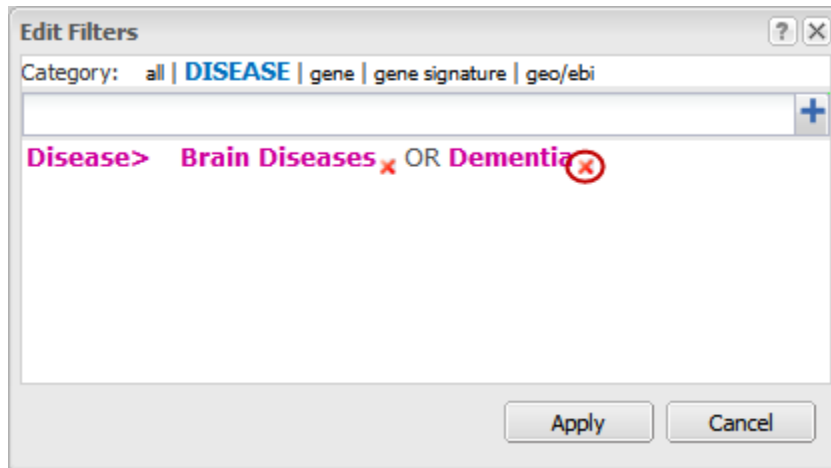 Edit Filters ? X
Category: all | DISEASE | gene | gene signature | geo/ebi
+
Disease> Brain Diseases x OR Dementia x
Apply Cancel